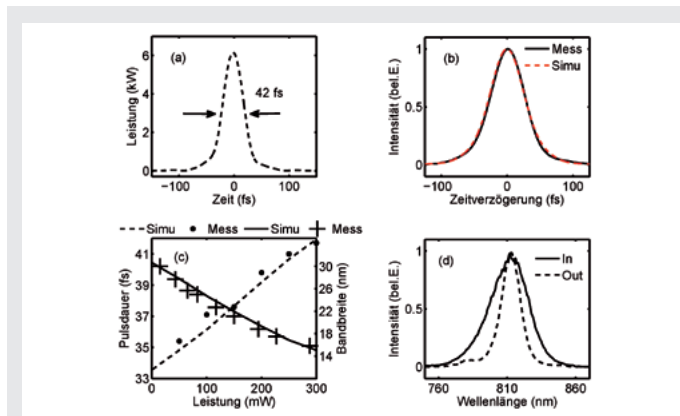 (a)
42 fs
Leistung (kW)
6
4
2
0
−100
0
100
Zeit (fs)
(b)
Mess
Simu
Intensität (bel.E.)
1
0.5
0
−100
0
100
Zeitverzögerung (fs)
Simu
Mess
Simu
Mess
(c)
Pulsdauer (fs)
41
39
37
35
33
Bandbreite (nm)
30
26
22
18
14
0
100
200
300
Leistung (mW)
(d)
In
Out
Intensität (bel.E.)
1
0.5
0
760
810
860
Wellenlänge (nm)